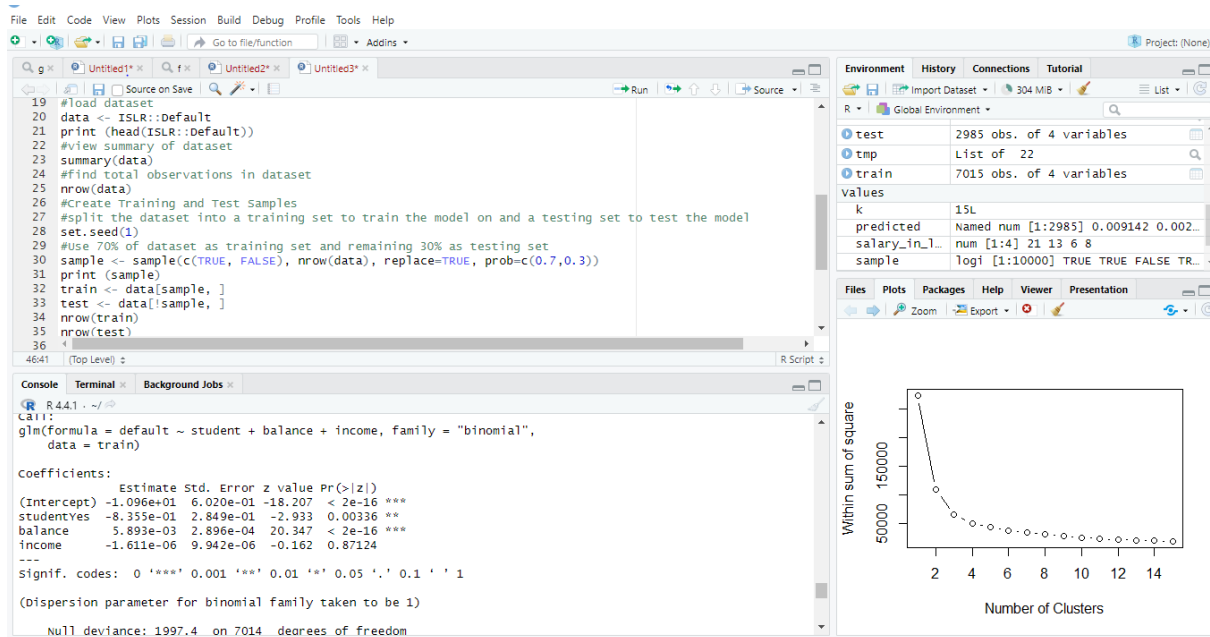 File Edit Code View Plots Session Build Debug Profile Tools Help
Go to file/function Addins Project: (None)
g Untitled1* f Untitled2* Untitled3*
Source on Save Run Source
19 #load dataset
20 data <- ISLR::Default
21 print (head(ISLR::Default))
22 #view summary of dataset
23 summary(data)
24 #find total observations in dataset
25 nrow(data)
26 #Create Training and Test Samples
27 #split the dataset into a training set to train the model on and a testing set to test the model
28 set.seed(1)
29 #Use 70% of dataset as training set and remaining 30% as testing set
30 sample <- sample(c(TRUE, FALSE), nrow(data), replace=TRUE, prob=c(0.7,0.3))
31 print (sample)
32 train <- data[sample, ]
33 test <- data[!sample, ]
34 nrow(train)
35 nrow(test)
36
46:41 (Top Level) R Script
Console Terminal Background Jobs
R 4.4.1 · ~/
Call:
glm(formula = default ~ student + balance + income, family = "binomial",
    data = train)
Coefficients:
              Estimate Std. Error z value Pr(>|z|)
(Intercept) -1.096e+01  6.020e-01 -18.207  < 2e-16 ***
studentYes  -8.355e-01  2.849e-01  -2.933  0.00336 **
balance      5.893e-03  2.896e-04  20.347  < 2e-16 ***
income      -1.611e-06  9.942e-06  -0.162  0.87124
---
Signif. codes:  0 ‘***’ 0.001 ‘**’ 0.01 ‘*’ 0.05 ‘.’ 0.1 ‘ ’ 1
(Dispersion parameter for binomial family taken to be 1)
    Null deviance: 1997.4  on 7014  degrees of freedom
Environment History Connections Tutorial
Import Dataset 304 MiB List
R Global Environment
test 2985 obs. of 4 variables
tmp List of 22
train 7015 obs. of 4 variables
Values
k 15L
predicted Named num [1:2985] 0.009142 0.002…
salary_in_l… num [1:4] 21 13 6 8
sample logi [1:10000] TRUE TRUE FALSE TR…
Files Plots Packages Help Viewer Presentation
Zoom Export
Within sum of square
150000
50000
2 4 6 8 10 12 14
Number of Clusters